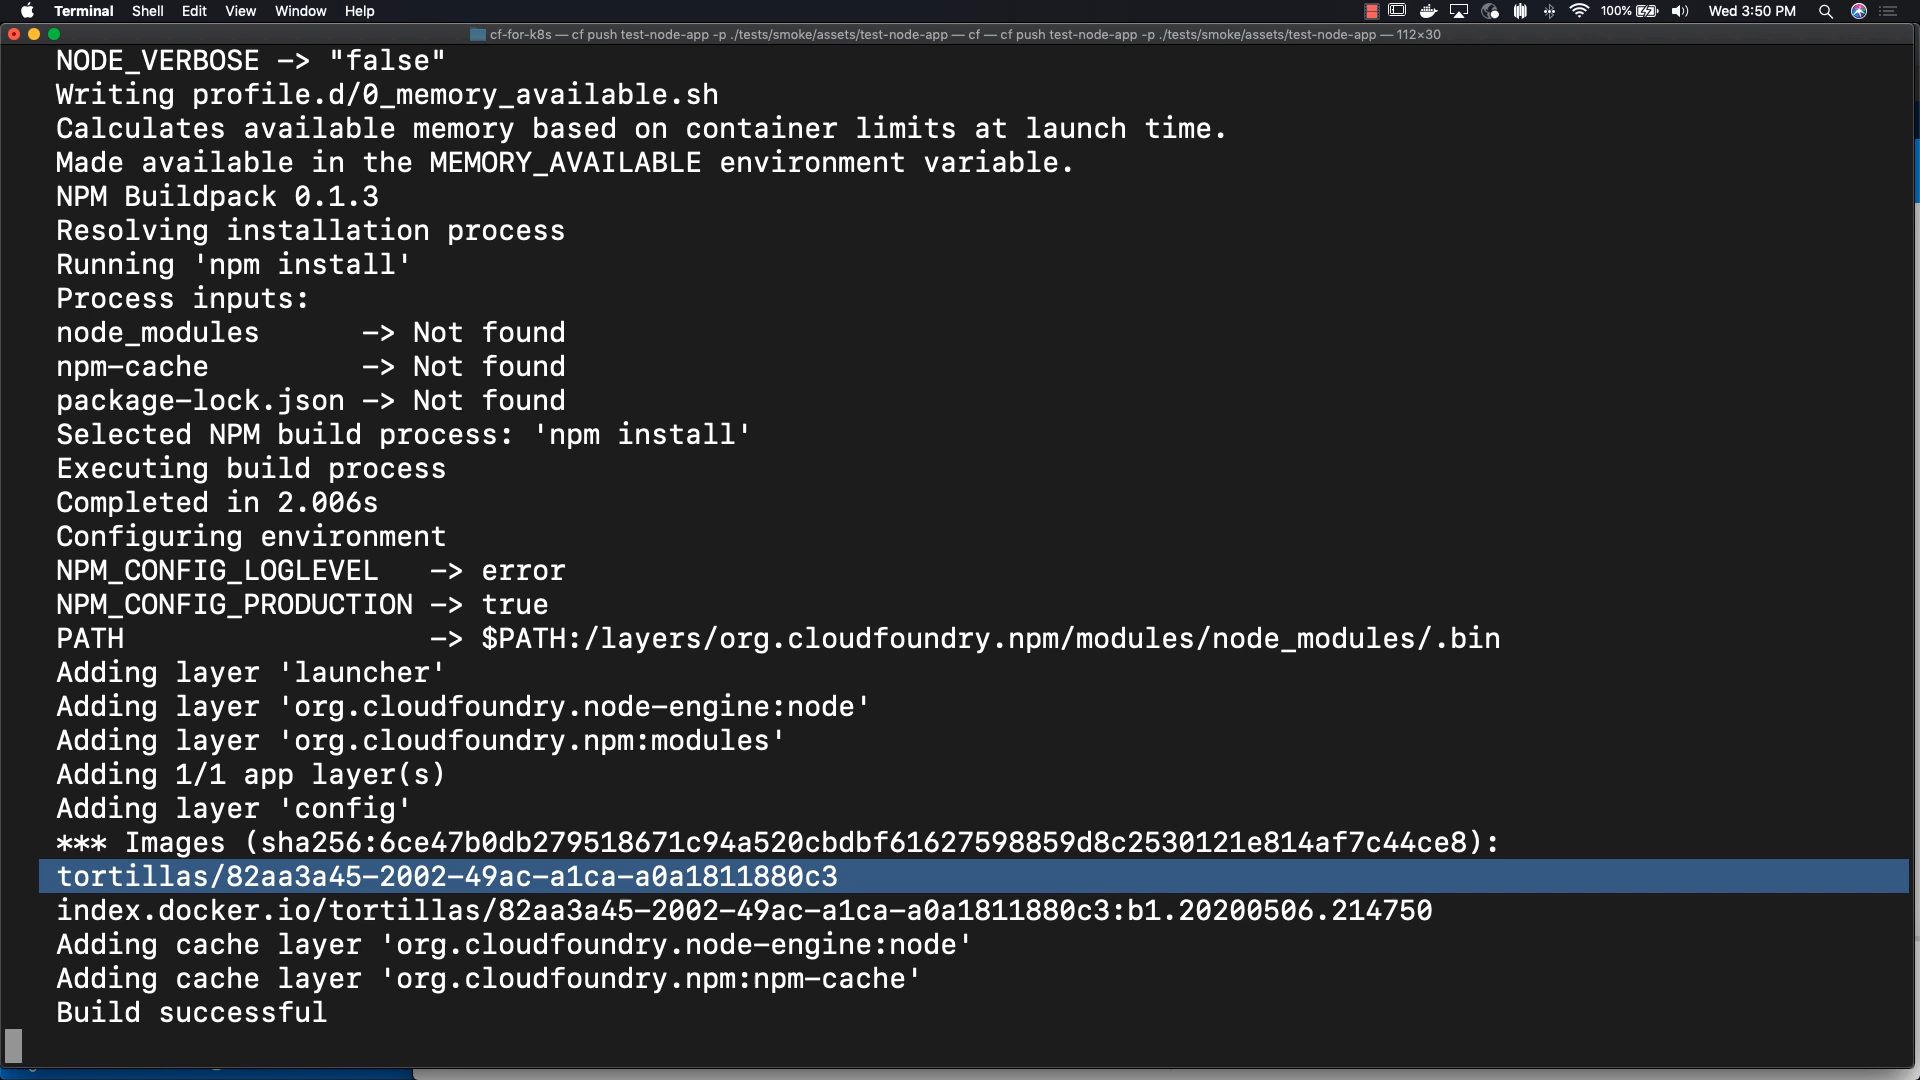 Terminal Shell Edit View Window Help 100% Wed 3:50 PM
cf-for-k8s — cf push test-node-app -p ./tests/smoke/assets/test-node-app — cf — cf push test-node-app -p ./tests/smoke/assets/test-node-app — 112×30
NODE_VERBOSE -> "false"
Writing profile.d/0_memory_available.sh
Calculates available memory based on container limits at launch time.
Made available in the MEMORY_AVAILABLE environment variable.
NPM Buildpack 0.1.3
Resolving installation process
Running 'npm install'
Process inputs:
node_modules      -> Not found
npm-cache         -> Not found
package-lock.json -> Not found
Selected NPM build process: 'npm install'
Executing build process
Completed in 2.006s
Configuring environment
NPM_CONFIG_LOGLEVEL   -> error
NPM_CONFIG_PRODUCTION -> true
PATH                  -> $PATH:/layers/org.cloudfoundry.npm/modules/node_modules/.bin
Adding layer 'launcher'
Adding layer 'org.cloudfoundry.node-engine:node'
Adding layer 'org.cloudfoundry.npm:modules'
Adding 1/1 app layer(s)
Adding layer 'config'
*** Images (sha256:6ce47b0db279518671c94a520cbdbf61627598859d8c2530121e814af7c44ce8):
tortillas/82aa3a45-2002-49ac-a1ca-a0a1811880c3
index.docker.io/tortillas/82aa3a45-2002-49ac-a1ca-a0a1811880c3:b1.20200506.214750
Adding cache layer 'org.cloudfoundry.node-engine:node'
Adding cache layer 'org.cloudfoundry.npm:npm-cache'
Build successful